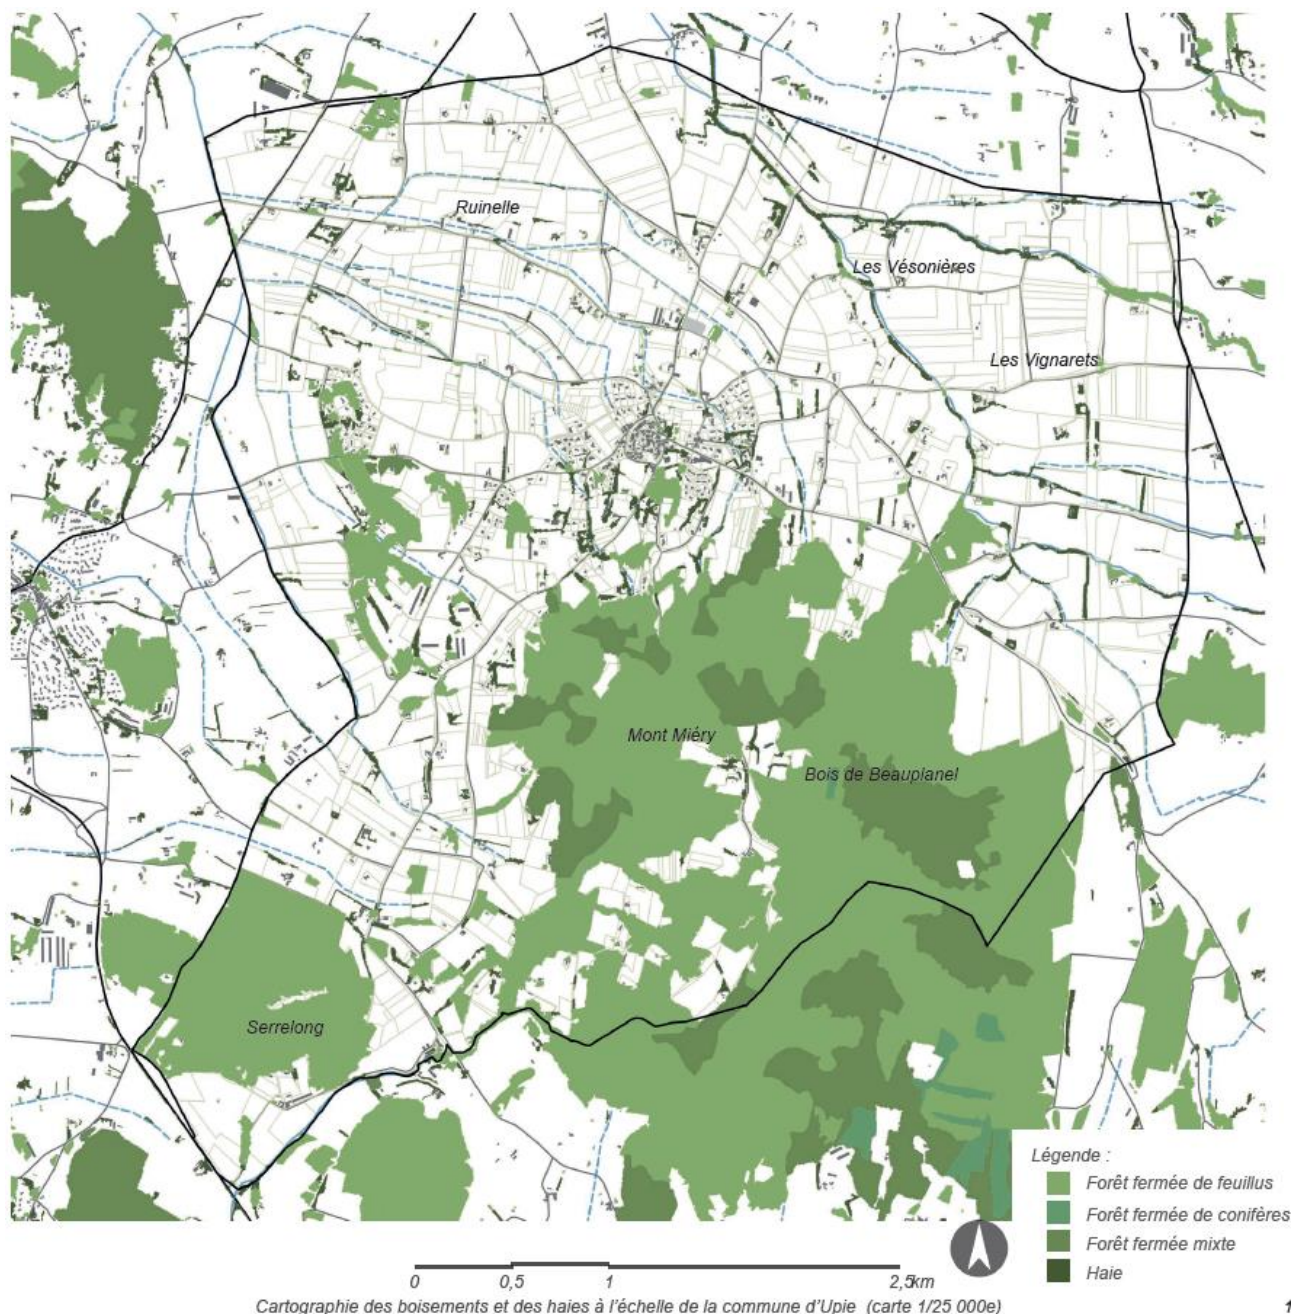 Ruinelle
Les Vésonières
Les Vignarets
Mont Miéry
Bois de Beauplanel
Serrelong
Légende :
Forêt fermée de feuillus
Forêt fermée de conifères
Forêt fermée mixte
Haie
0 0,5 1 2,5km
Cartographie des boisements et des haies à l'échelle de la commune d'Upie (carte 1/25 000e)